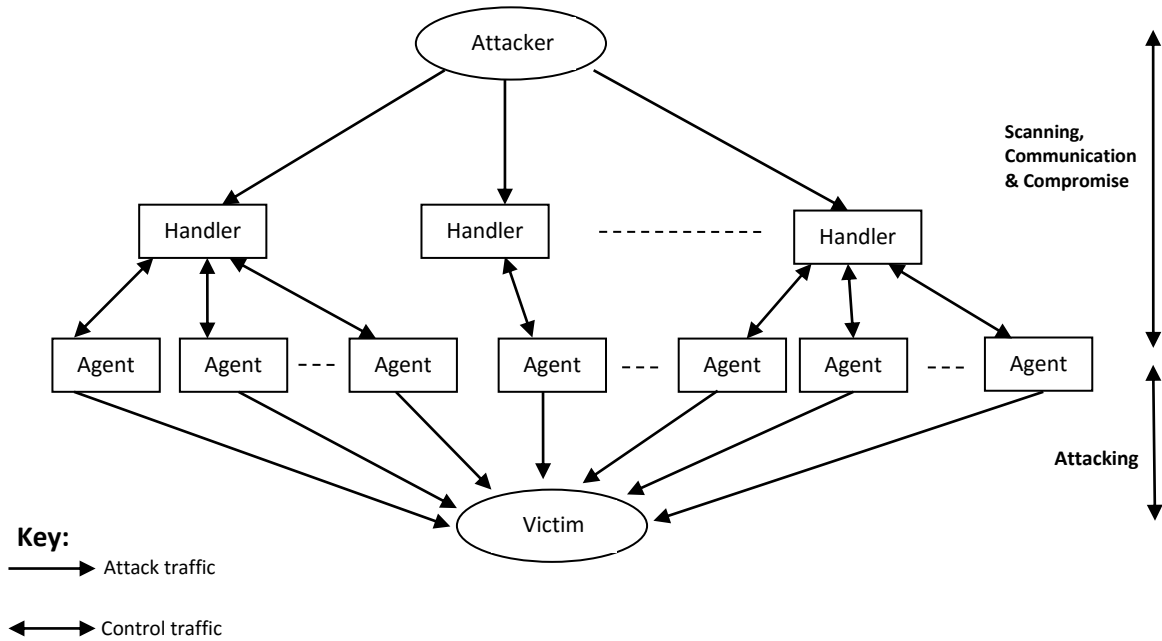 Attacker
Scanning,
Communication
& Compromise
Handler
Handler
Handler
Agent
Agent
Agent
Agent
Agent
Agent
Agent
Attacking
Victim
Key:
Attack traffic
Control traffic